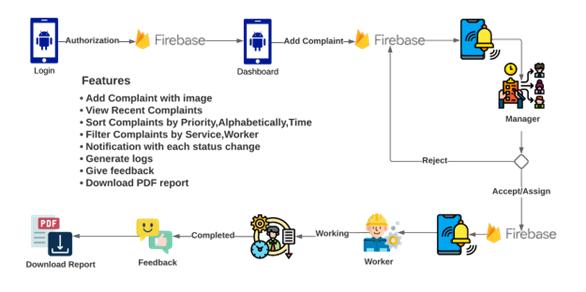 Authorization
Firebase
Add Complaint
Firebase
Login
Dashboard
Features
• Add Complaint with image
• View Recent Complaints
• Sort Complaints by Priority,Alphabetically,Time
• Filter Complaints by Service,Worker
• Notification with each status change
• Generate logs
• Give feedback
• Download PDF report
Manager
Reject
Accept/Assign
Firebase
Working
Worker
Completed
Feedback
PDF
Download Report